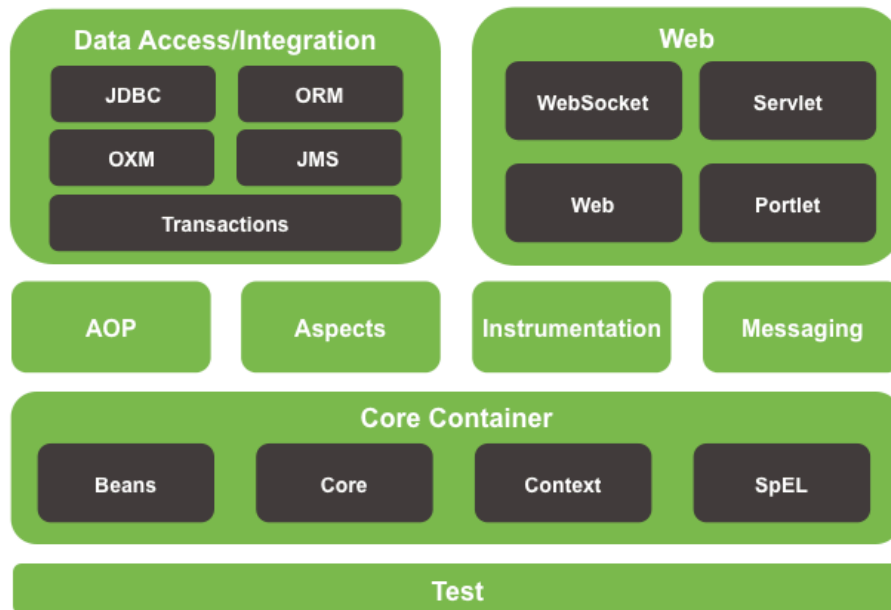 Data Access/Integration
JDBC
ORM
OXM
JMS
Transactions
Web
WebSocket
Servlet
Web
Portlet
AOP
Aspects
Instrumentation
Messaging
Core Container
Beans
Core
Context
SpEL
Test